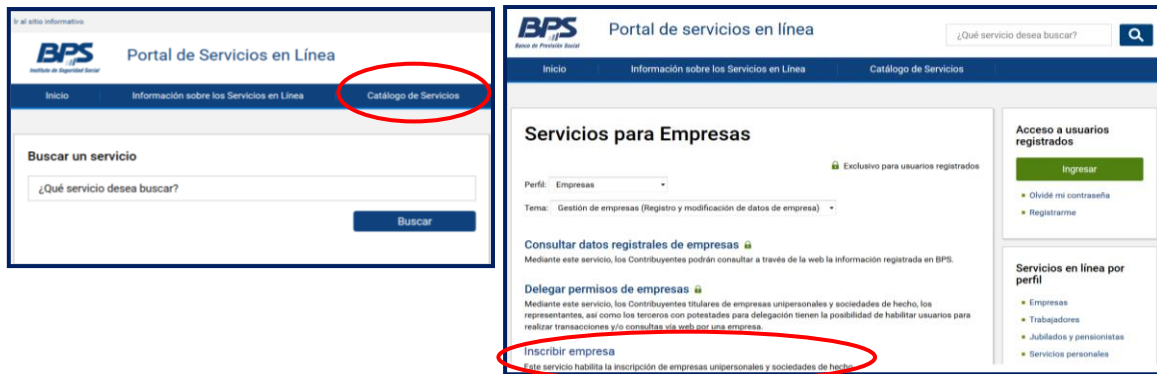 Ir al sitio informativo
BPS
Instituto de Seguridad Social
Portal de Servicios en Línea
Inicio
Información sobre los Servicios en Línea
Catálogo de Servicios
Buscar un servicio
¿Qué servicio desea buscar?
Buscar
BPS
Banco de Previsión Social
Portal de servicios en línea
¿Qué servicio desea buscar?
Inicio
Información sobre los Servicios en Línea
Catálogo de Servicios
Servicios para Empresas
Exclusivo para usuarios registrados
Perfil: Empresas
Tema: Gestión de empresas (Registro y modificación de datos de empresa)
Consultar datos registrales de empresas
Mediante este servicio, los Contribuyentes podrán consultar a través de la web la información registrada en BPS.
Delegar permisos de empresas
Mediante este servicio, los Contribuyentes titulares de empresas unipersonales y sociedades de hecho, los
representantes, así como los terceros con potestades para delegación tienen la posibilidad de habilitar usuarios para
realizar transacciones y/o consultas vía web por una empresa.
Inscribir empresa
Este servicio habilita la inscripción de empresas unipersonales y sociedades de hecho.
Acceso a usuarios
registrados
Ingresar
Olvidé mi contraseña
Registrarme
Servicios en línea por
perfil
Empresas
Trabajadores
Jubilados y pensionistas
Servicios personales